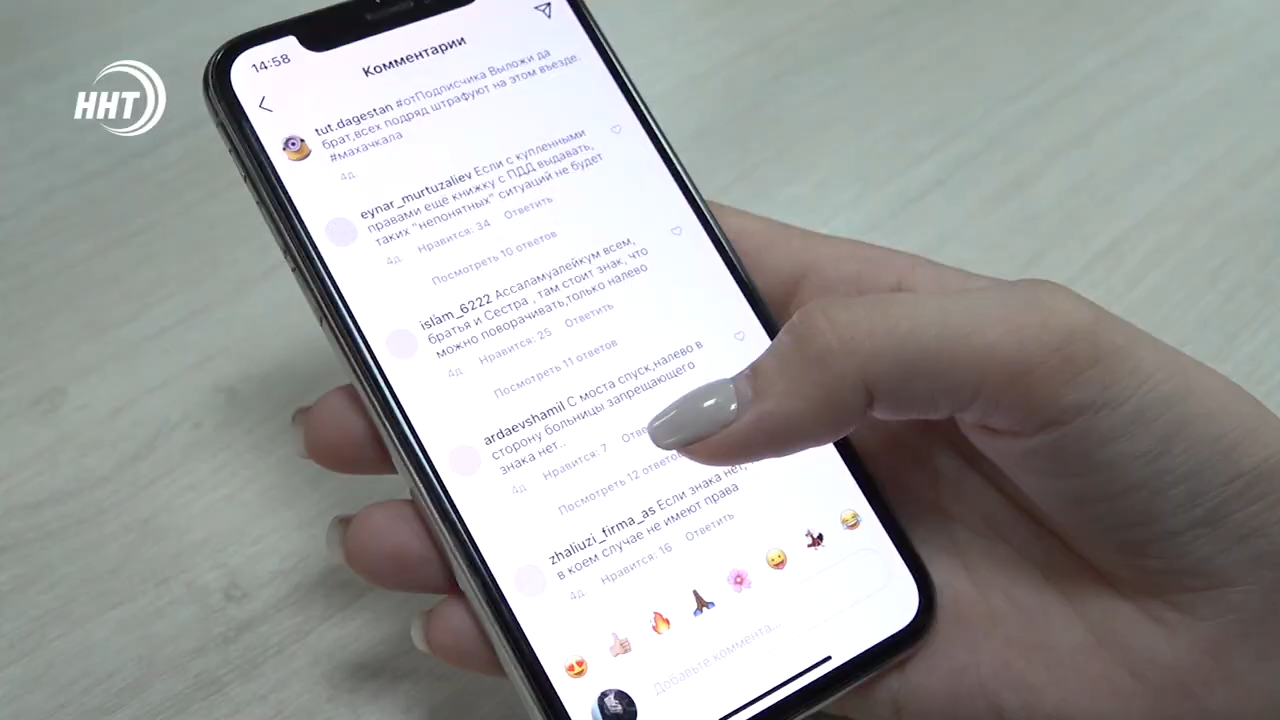 ННТ
14:58
Комментарии
tut.dagestan #отПодписчика Выложи да
брат,всех подряд штрафуют на этом въезде.
#махачкала
4д
eynar_murtuzaliev Если с купленными
правами ещё книжку с ПДД выдавать,
таких "непонятных" ситуаций не будет
4д Нравится: 34 Ответить
Посмотреть 10 ответов
islam_6222 Ассаламуалейкум всем,
братья и Сестра , там стоит знак, что
можно поворачивать,только налево
4д Нравится: 25 Ответить
Посмотреть 11 ответов
ardaevshamil С моста спуск,налево в
сторону больницы запрещающего
знака нет..
4д Нравится: 7 Отве
Посмотреть 12 ответо
zhaliuzi_firma_as Если знака нет,
в коем случае не имеют права
4д Нравится: 16 Ответить
Добавьте коммента...